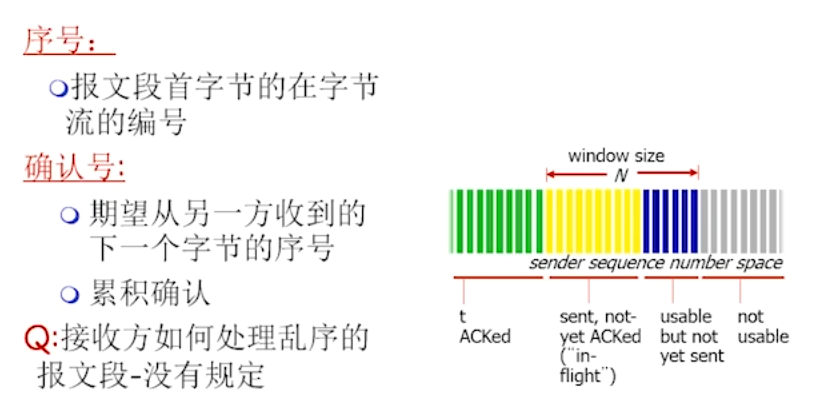 序号：
报文段首字节的在字节
流的编号
确认号:
期望从另一方收到的
下一个字节的序号
累积确认
Q:接收方如何处理乱序的
报文段-没有规定
window size
N
sender sequence number space
t
ACKed
sent, not-
yet ACKed
("in-
flight")
usable
but not
yet sent
not
usable